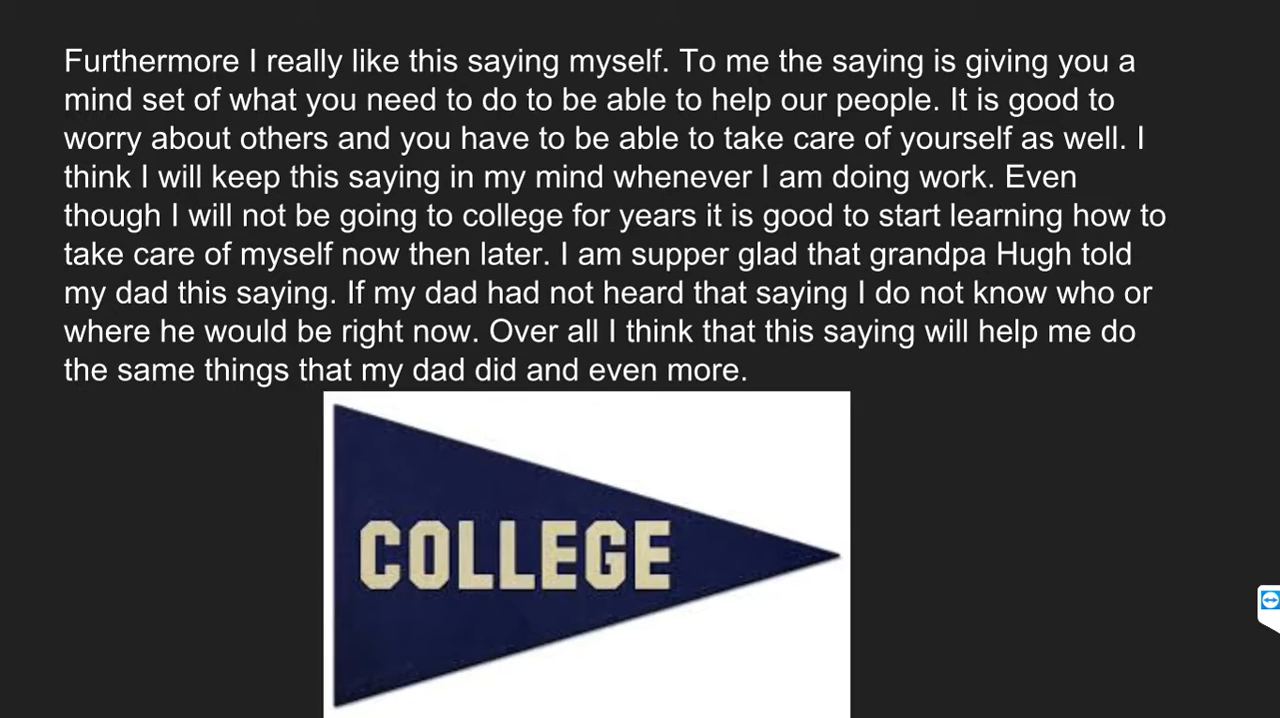 Furthermore I really like this saying myself. To me the saying is giving you a
mind set of what you need to do to be able to help our people. It is good to
worry about others and you have to be able to take care of yourself as well. I
think I will keep this saying in my mind whenever I am doing work. Even
though I will not be going to college for years it is good to start learning how to
take care of myself now then later. I am supper glad that grandpa Hugh told
my dad this saying. If my dad had not heard that saying I do not know who or
where he would be right now. Over all I think that this saying will help me do
the same things that my dad did and even more.
COLLEGE